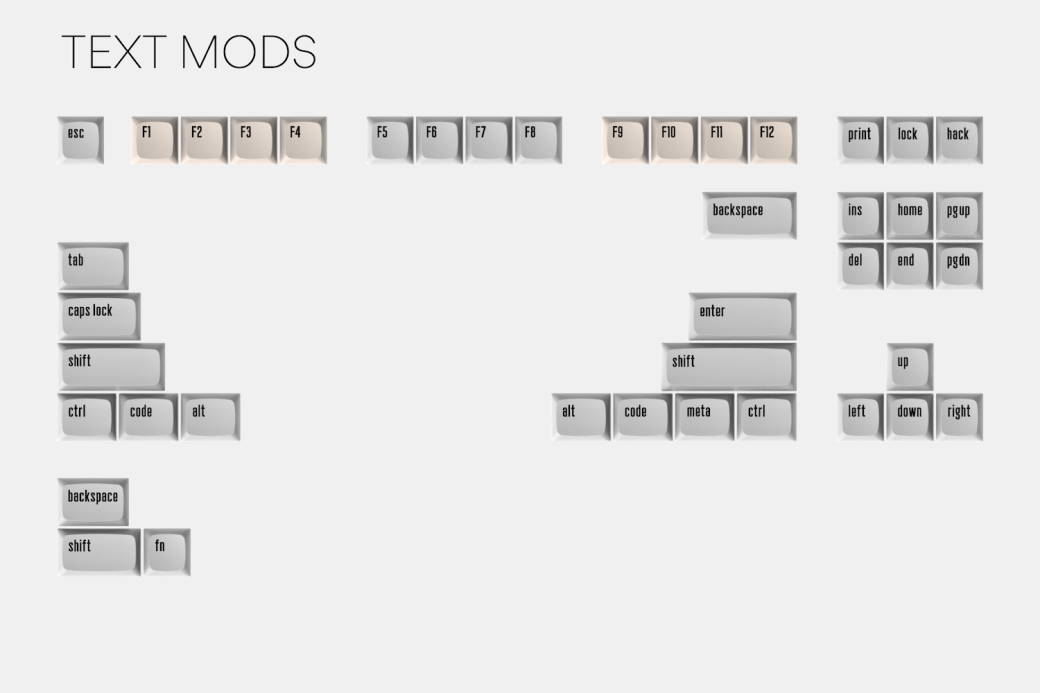 TEXT MODS
esc F1 F2 F3 F4 F5 F6 F7 F8 F9 F10 F11 F12 print lock hack
backspace ins home pgup
tab del end pgdn
caps lock enter
shift shift up
ctrl code alt alt code meta ctrl left down right
backspace
shift fn